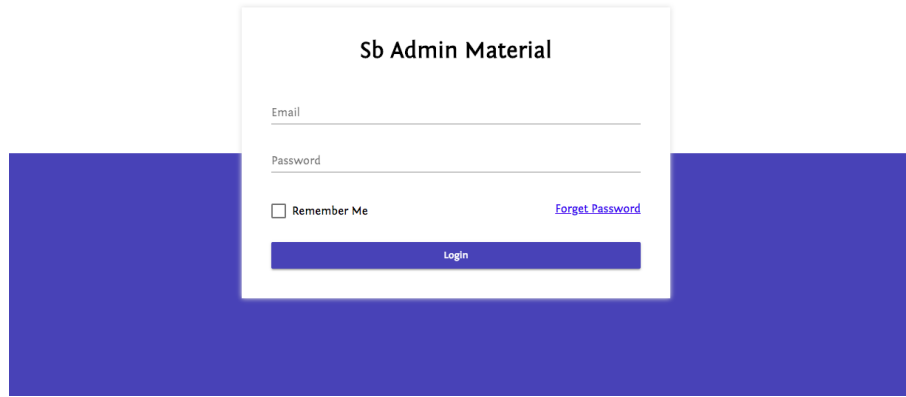 Sb Admin Material
Email
Password
Remember Me
Forget Password
Login